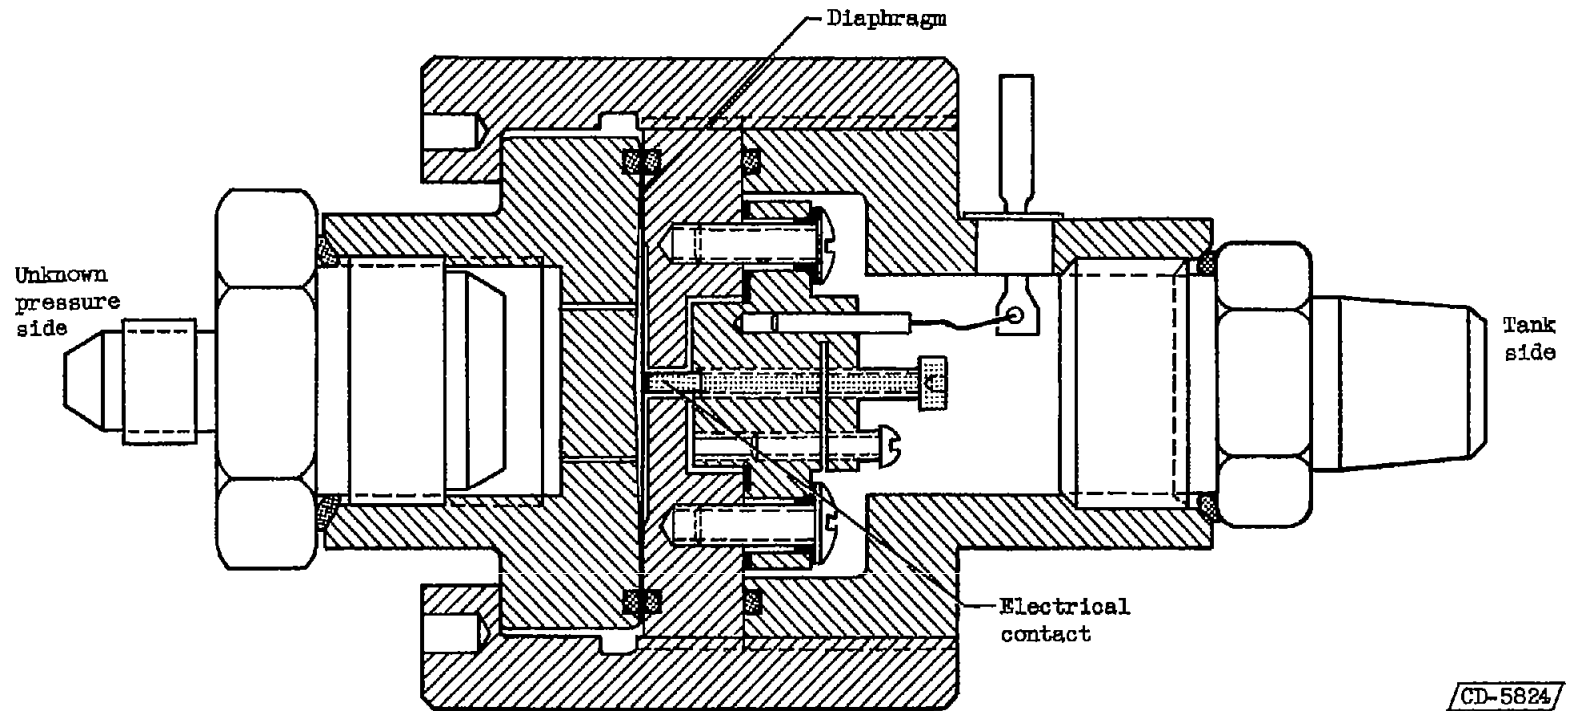 Diaphragm
Unknown
pressure
side
Tank
side
Electrical
contact
CD-5824